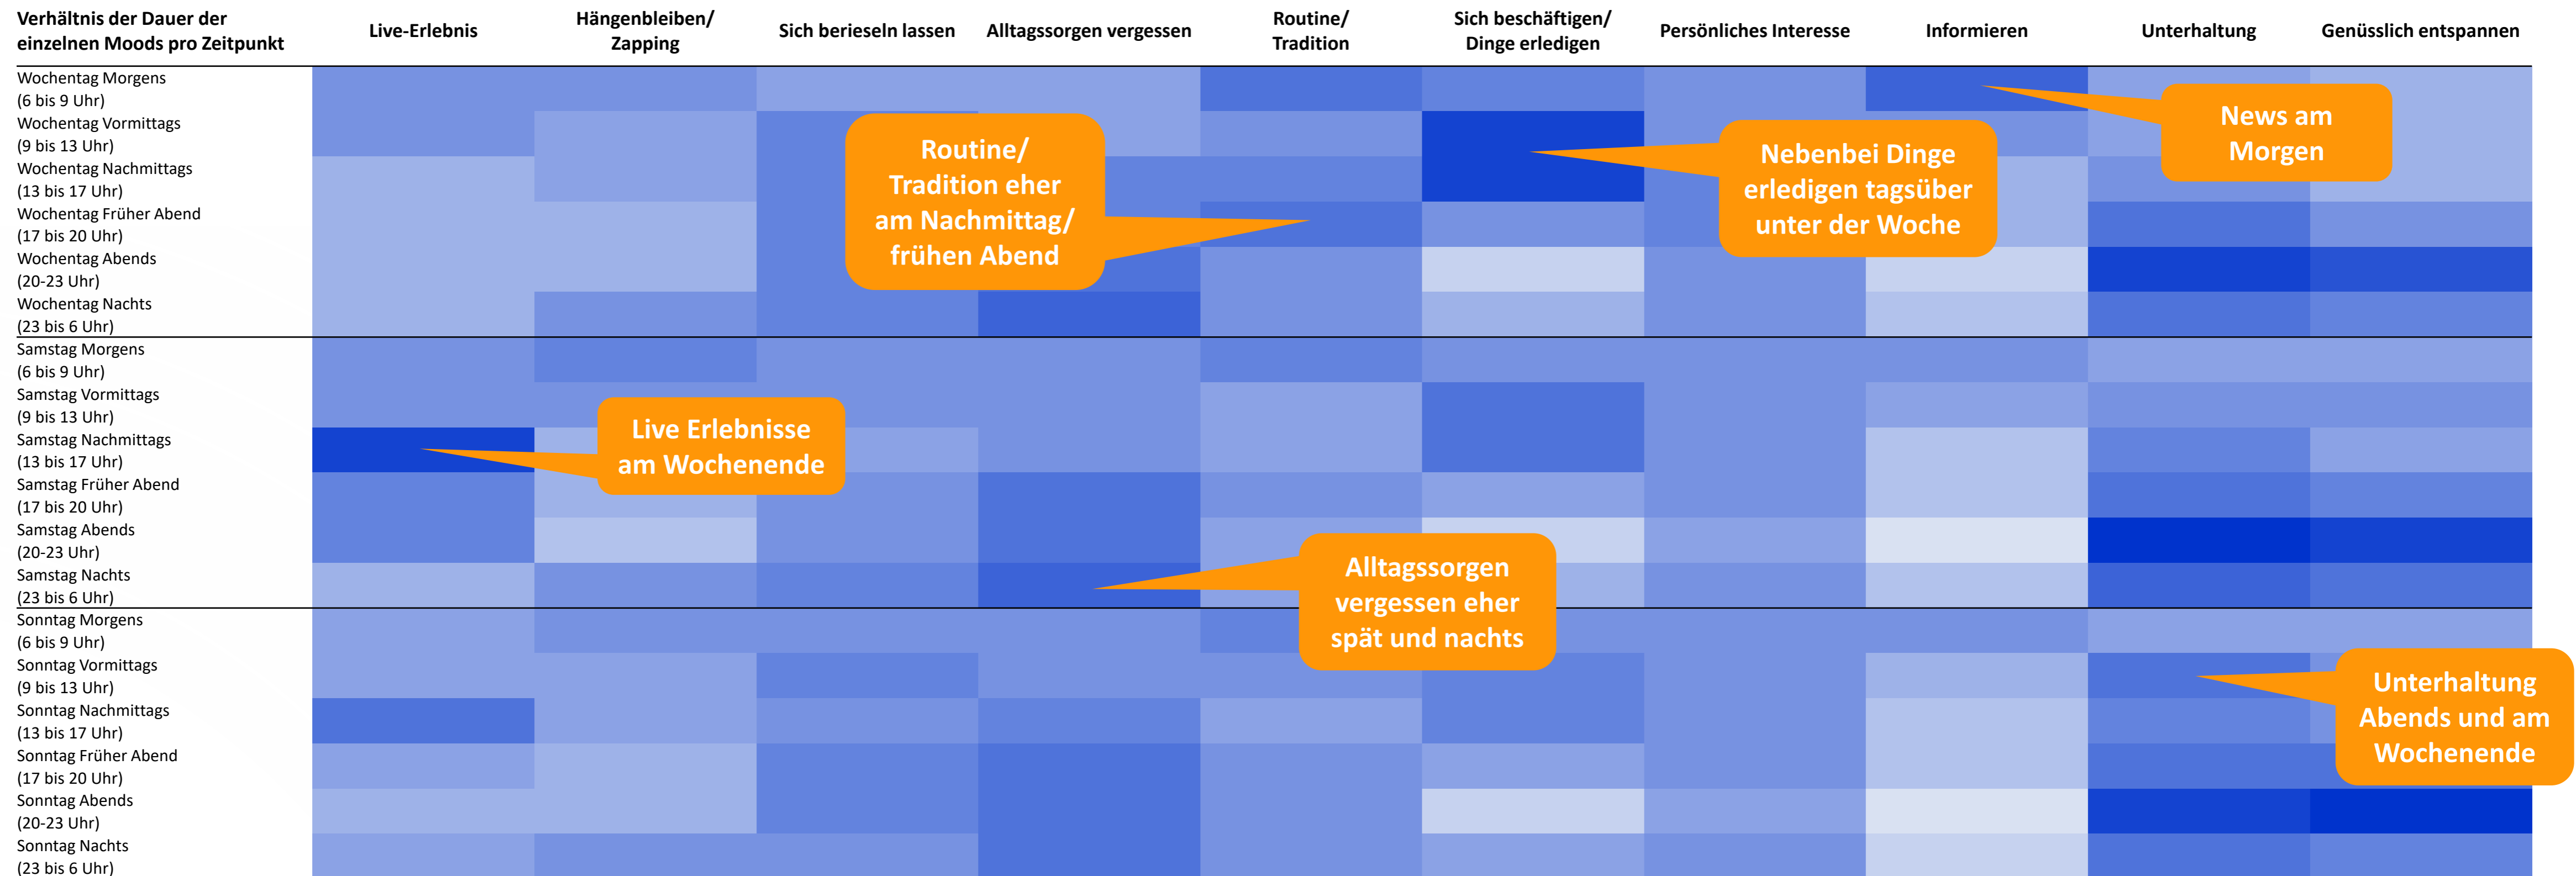 Verhältnis der Dauer der
einzelnen Moods pro Zeitpunkt
Live-Erlebnis
Hängenbleiben/
Zapping
Sich berieseln lassen
Alltagssorgen vergessen
Routine/
Tradition
Sich beschäftigen/
Dinge erledigen
Persönliches Interesse
Informieren
Unterhaltung
Genüsslich entspannen
Wochentag Morgens
(6 bis 9 Uhr)
Wochentag Vormittags
(9 bis 13 Uhr)
Wochentag Nachmittags
(13 bis 17 Uhr)
Wochentag Früher Abend
(17 bis 20 Uhr)
Wochentag Abends
(20-23 Uhr)
Wochentag Nachts
(23 bis 6 Uhr)
Samstag Morgens
(6 bis 9 Uhr)
Samstag Vormittags
(9 bis 13 Uhr)
Samstag Nachmittags
(13 bis 17 Uhr)
Samstag Früher Abend
(17 bis 20 Uhr)
Samstag Abends
(20-23 Uhr)
Samstag Nachts
(23 bis 6 Uhr)
Sonntag Morgens
(6 bis 9 Uhr)
Sonntag Vormittags
(9 bis 13 Uhr)
Sonntag Nachmittags
(13 bis 17 Uhr)
Sonntag Früher Abend
(17 bis 20 Uhr)
Sonntag Abends
(20-23 Uhr)
Sonntag Nachts
(23 bis 6 Uhr)
News am
Morgen
Routine/
Tradition eher
am Nachmittag/
frühen Abend
Nebenbei Dinge
erledigen tagsüber
unter der Woche
Live Erlebnisse
am Wochenende
Alltagssorgen
vergessen eher
spät und nachts
Unterhaltung
Abends und am
Wochenende